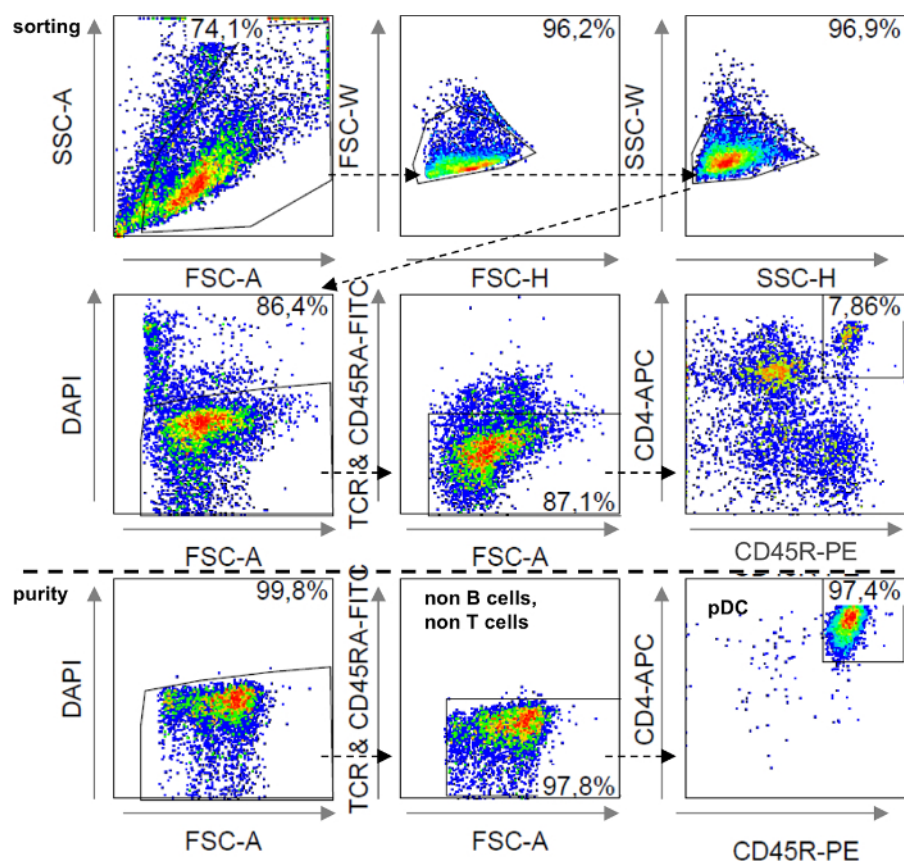 sorting
74,1%
SSC-A
FSC-A
96,2%
FSC-W
FSC-H
96,9%
SSC-W
SSC-H
86,4%
DAPI
FSC-A
TCR & CD45RA-FITC
87,1%
FSC-A
7,86%
CD4-APC
CD45R-PE
purity
99,8%
DAPI
FSC-A
non B cells,
non T cells
TCR & CD45RA-FITC
97,8%
FSC-A
pDC
97,4%
CD4-APC
CD45R-PE